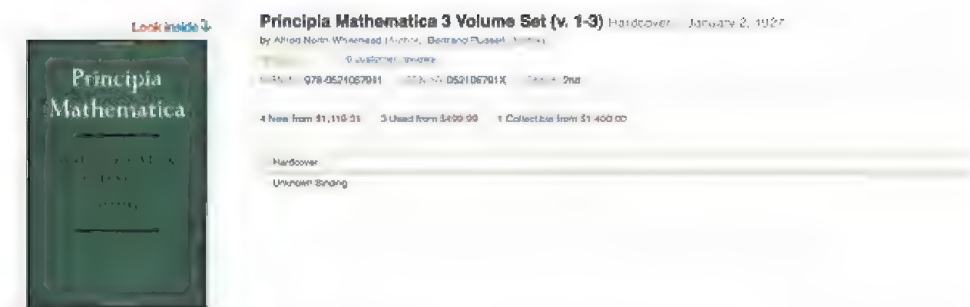 Look inside
Principia Mathematica 3 Volume Set (v. 1-3) Hardcover January 2, 1927
by Alfred North Whitehead (Author), Bertrand Russell
customer reviews
978-0521067911 052106791X 2nd
4 New from $1,119.31 3 Used from $499.99 1 Collectible from $1,400.00
Hardcover
Unknown Binding
Principia
Mathematica